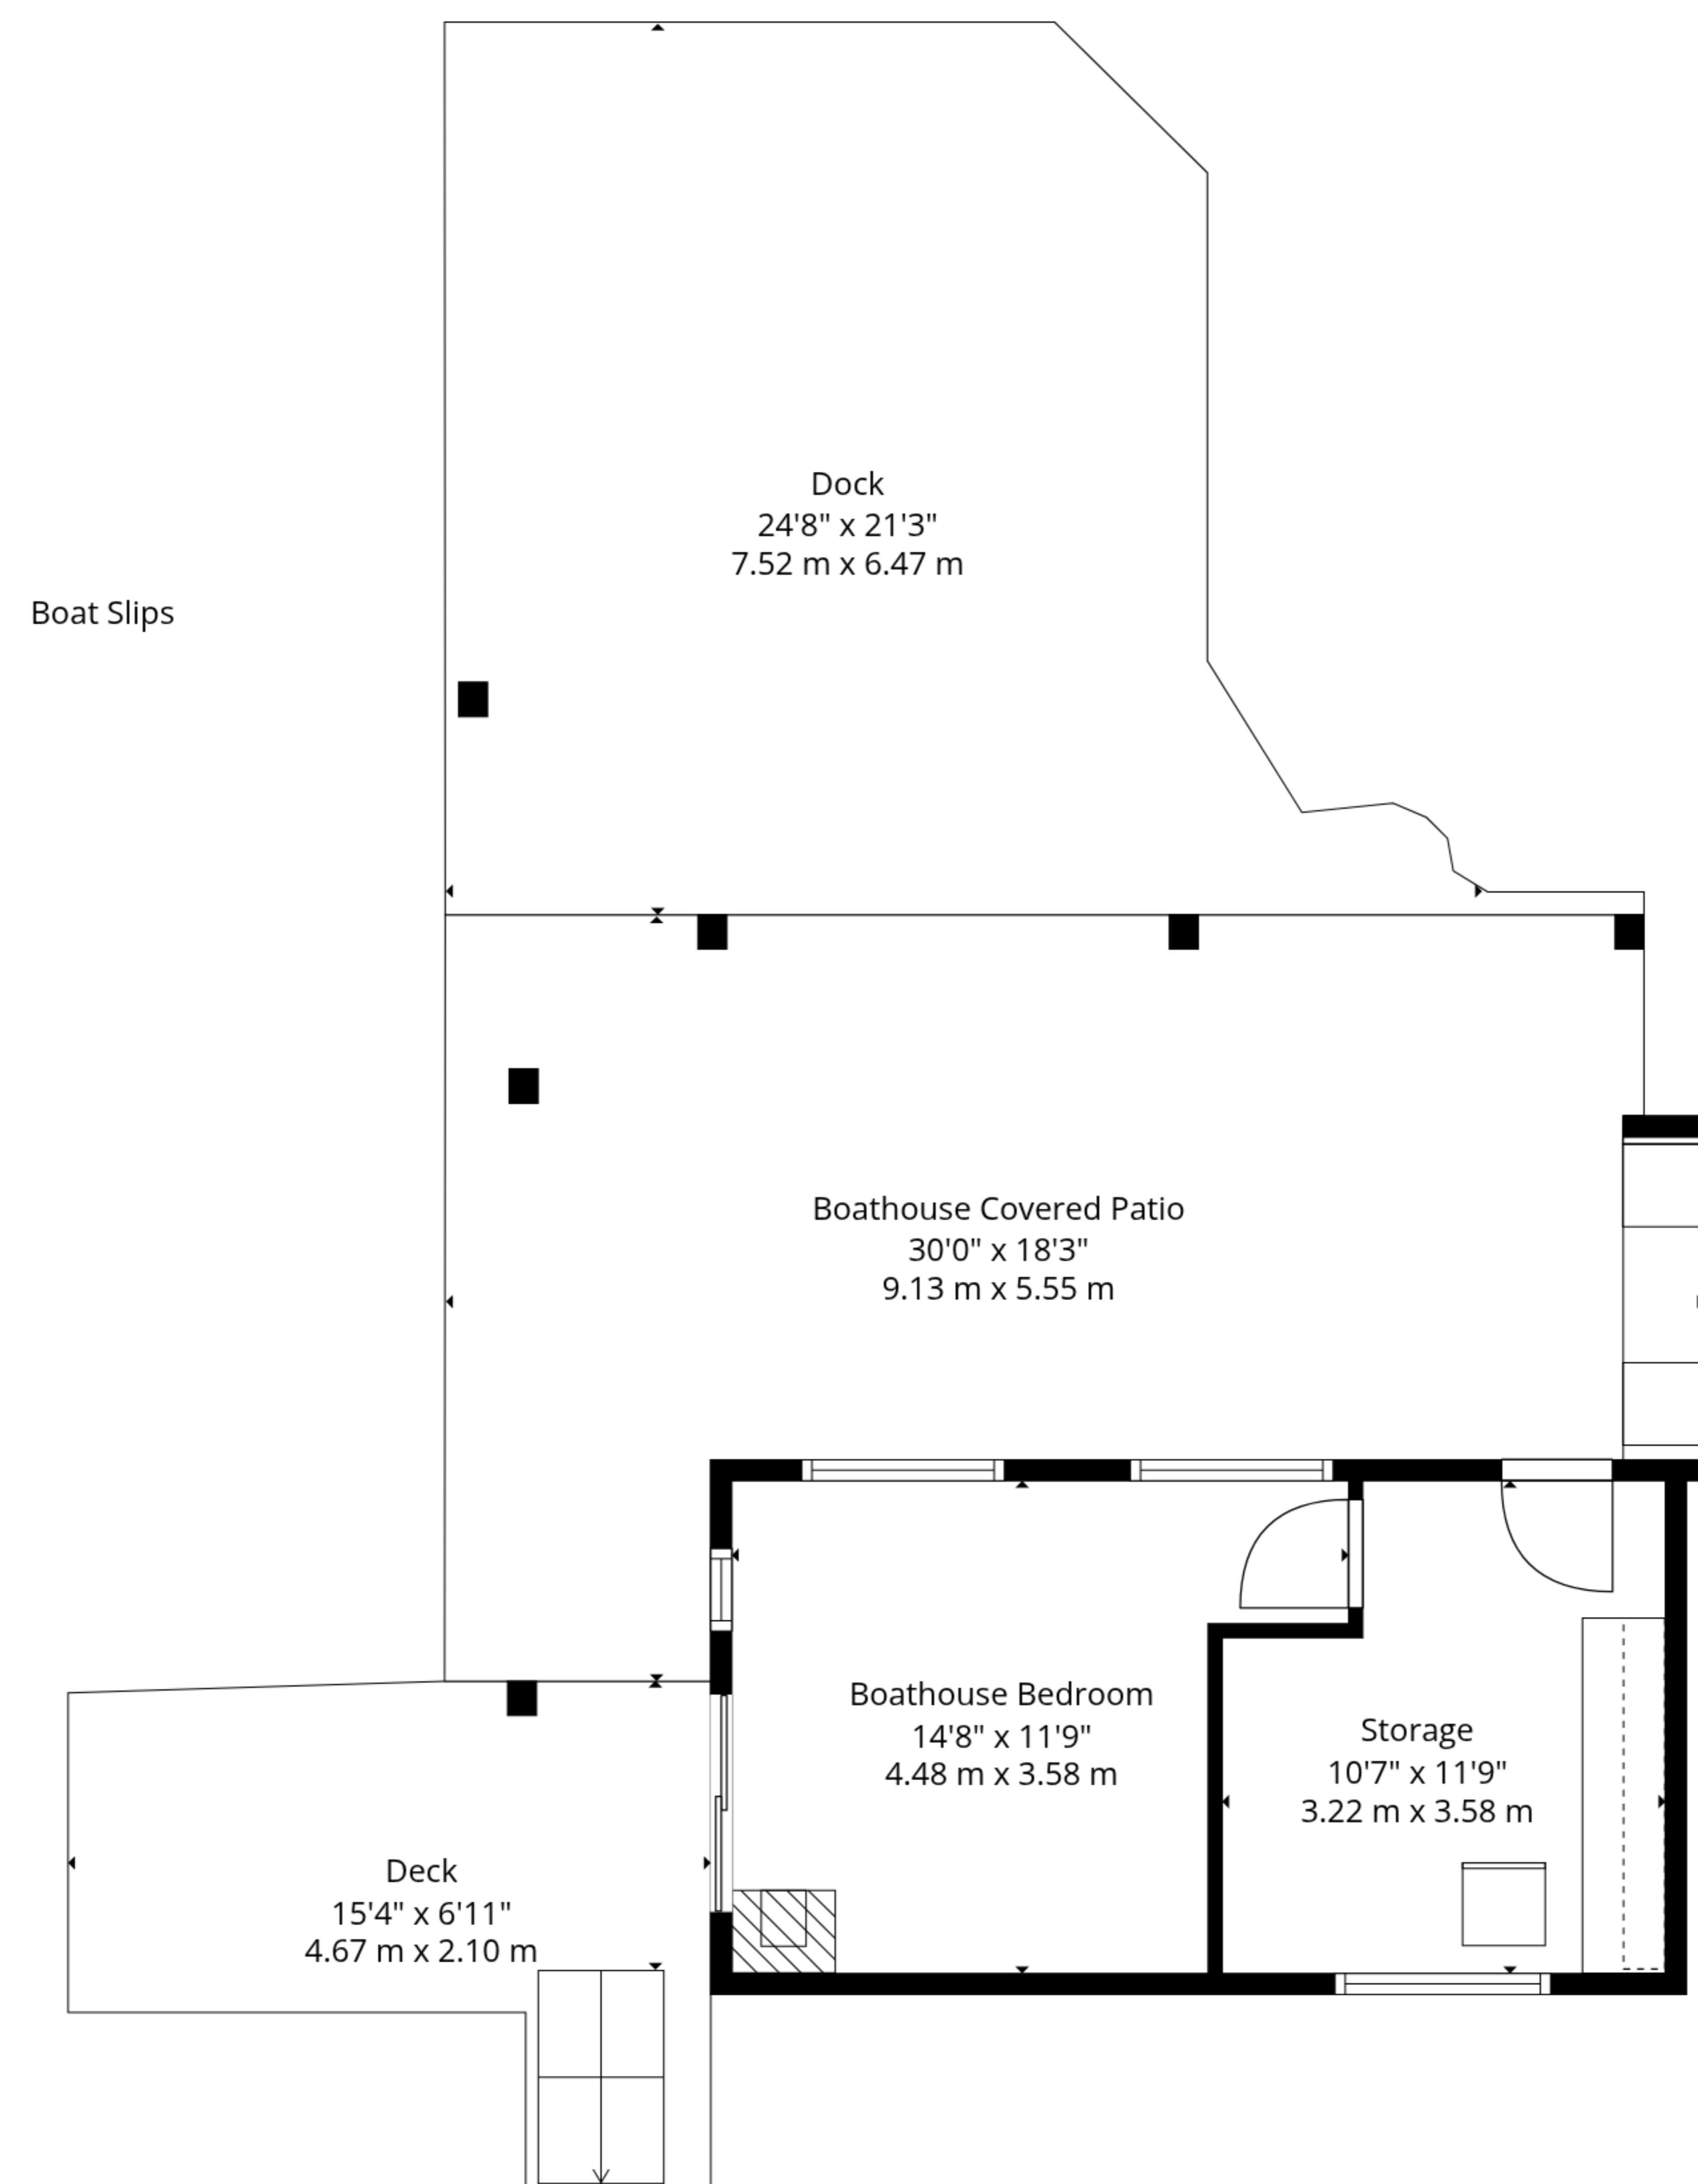 Dock
24'8" x 21'3"
7.52 m x 6.47 m
Boat Slips
Boathouse Covered Patio
30'0" x 18'3"
9.13 m x 5.55 m
Boathouse Bedroom
14'8" x 11'9"
4.48 m x 3.58 m
Storage
10'7" x 11'9"
3.22 m x 3.58 m
Deck
15'4" x 6'11"
4.67 m x 2.10 m